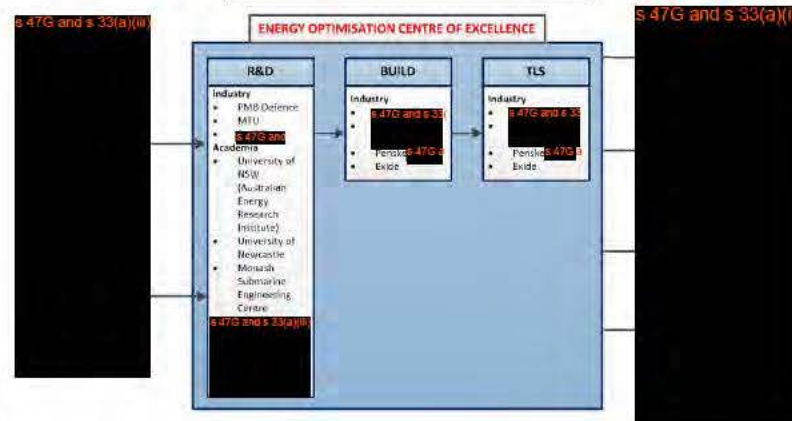 s 47G and s 33(a)(iii)
ENERGY OPTIMISATION CENTRE OF EXCELLENCE
s 47G and s 33(a)(i
R&D
Industry
• PMB Defence
• MTU
• s 47G and
Academia
• University of
NSW
(Australian
Energy
Research
Institute)
• University of
Newcastle
• Monash
Submarine
Engineering
Centre
s 47G and s 33(a)(iii)
BUILD
Industry
• s 47G and s 33(
•
• Penske s 47G a
• Exide
TLS
Industry
• s 47G and s 33
•
• Penske s 47G a
• Exide